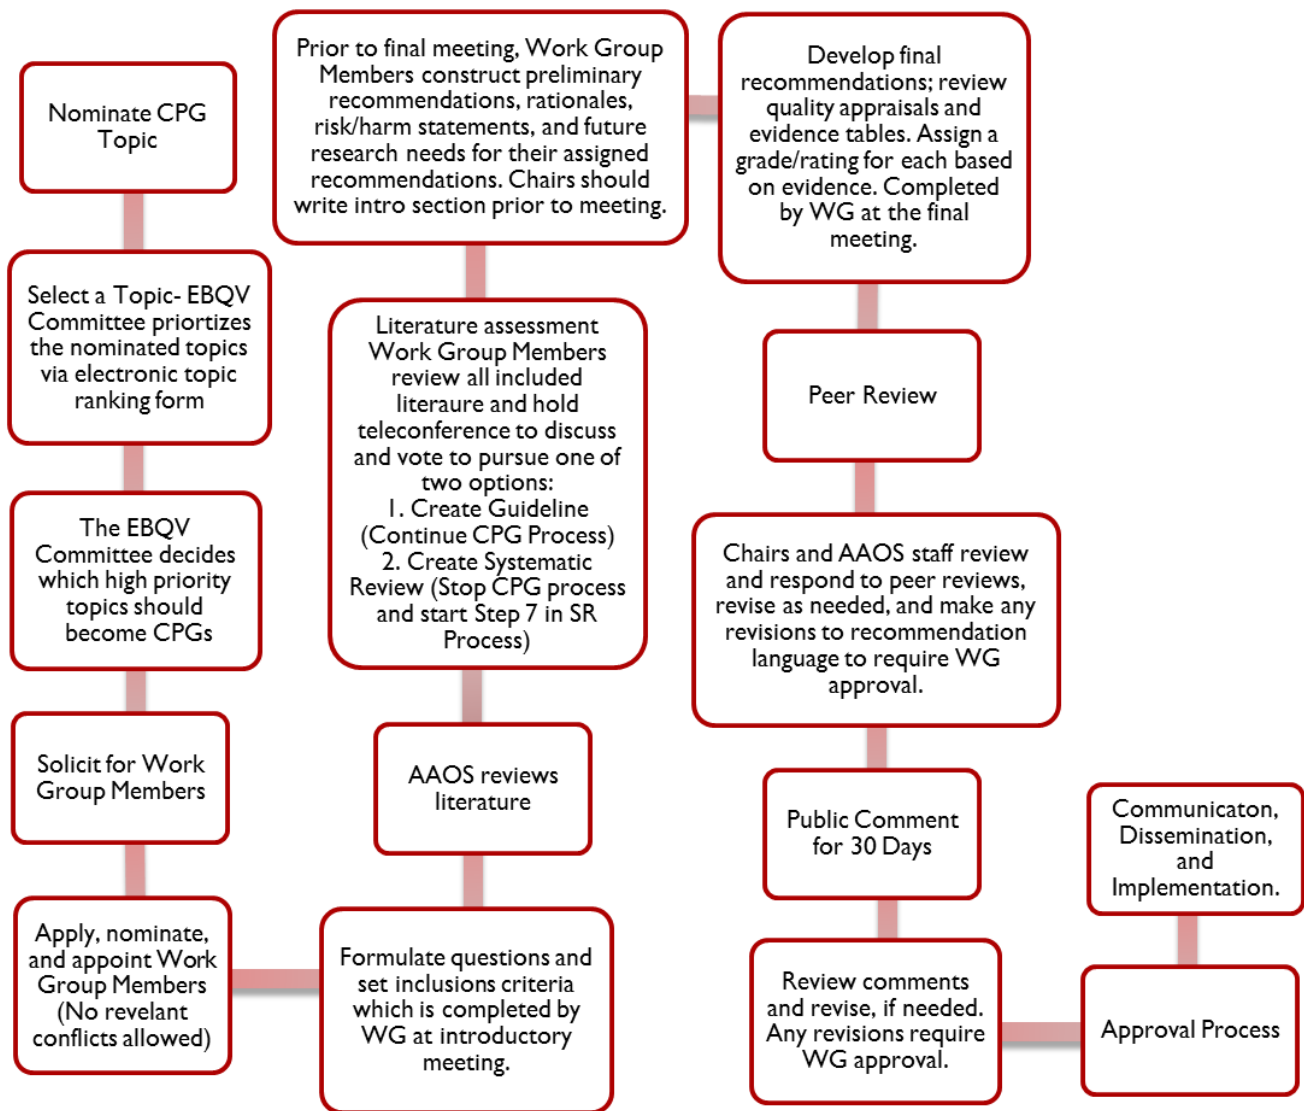 Nominate CPG
Topic
Select a Topic- EBQV
Committee priortizes
the nominated topics
via electronic topic
ranking form
The EBQV
Committee decides
which high priority
topics should
become CPGs
Solicit for Work
Group Members
Apply, nominate,
and appoint Work
Group Members
(No revelant
conflicts allowed)
Formulate questions and
set inclusions criteria
which is completed by
WG at introductory
meeting.
AAOS reviews
literature
Literature assessment
Work Group Members
review all included
literaure and hold
teleconference to discuss
and vote to pursue one of
two options:
1. Create Guideline
(Continue CPG Process)
2. Create Systematic
Review (Stop CPG process
and start Step 7 in SR
Process)
Prior to final meeting, Work Group
Members construct preliminary
recommendations, rationales,
risk/harm statements, and future
research needs for their assigned
recommendations. Chairs should
write intro section prior to meeting.
Develop final
recommendations; review
quality appraisals and
evidence tables. Assign a
grade/rating for each based
on evidence. Completed
by WG at the final
meeting.
Peer Review
Chairs and AAOS staff review
and respond to peer reviews,
revise as needed, and make any
revisions to recommendation
language to require WG
approval.
Public Comment
for 30 Days
Review comments
and revise, if needed.
Any revisions require
WG approval.
Approval Process
Communicaton,
Dissemination,
and
Implementation.